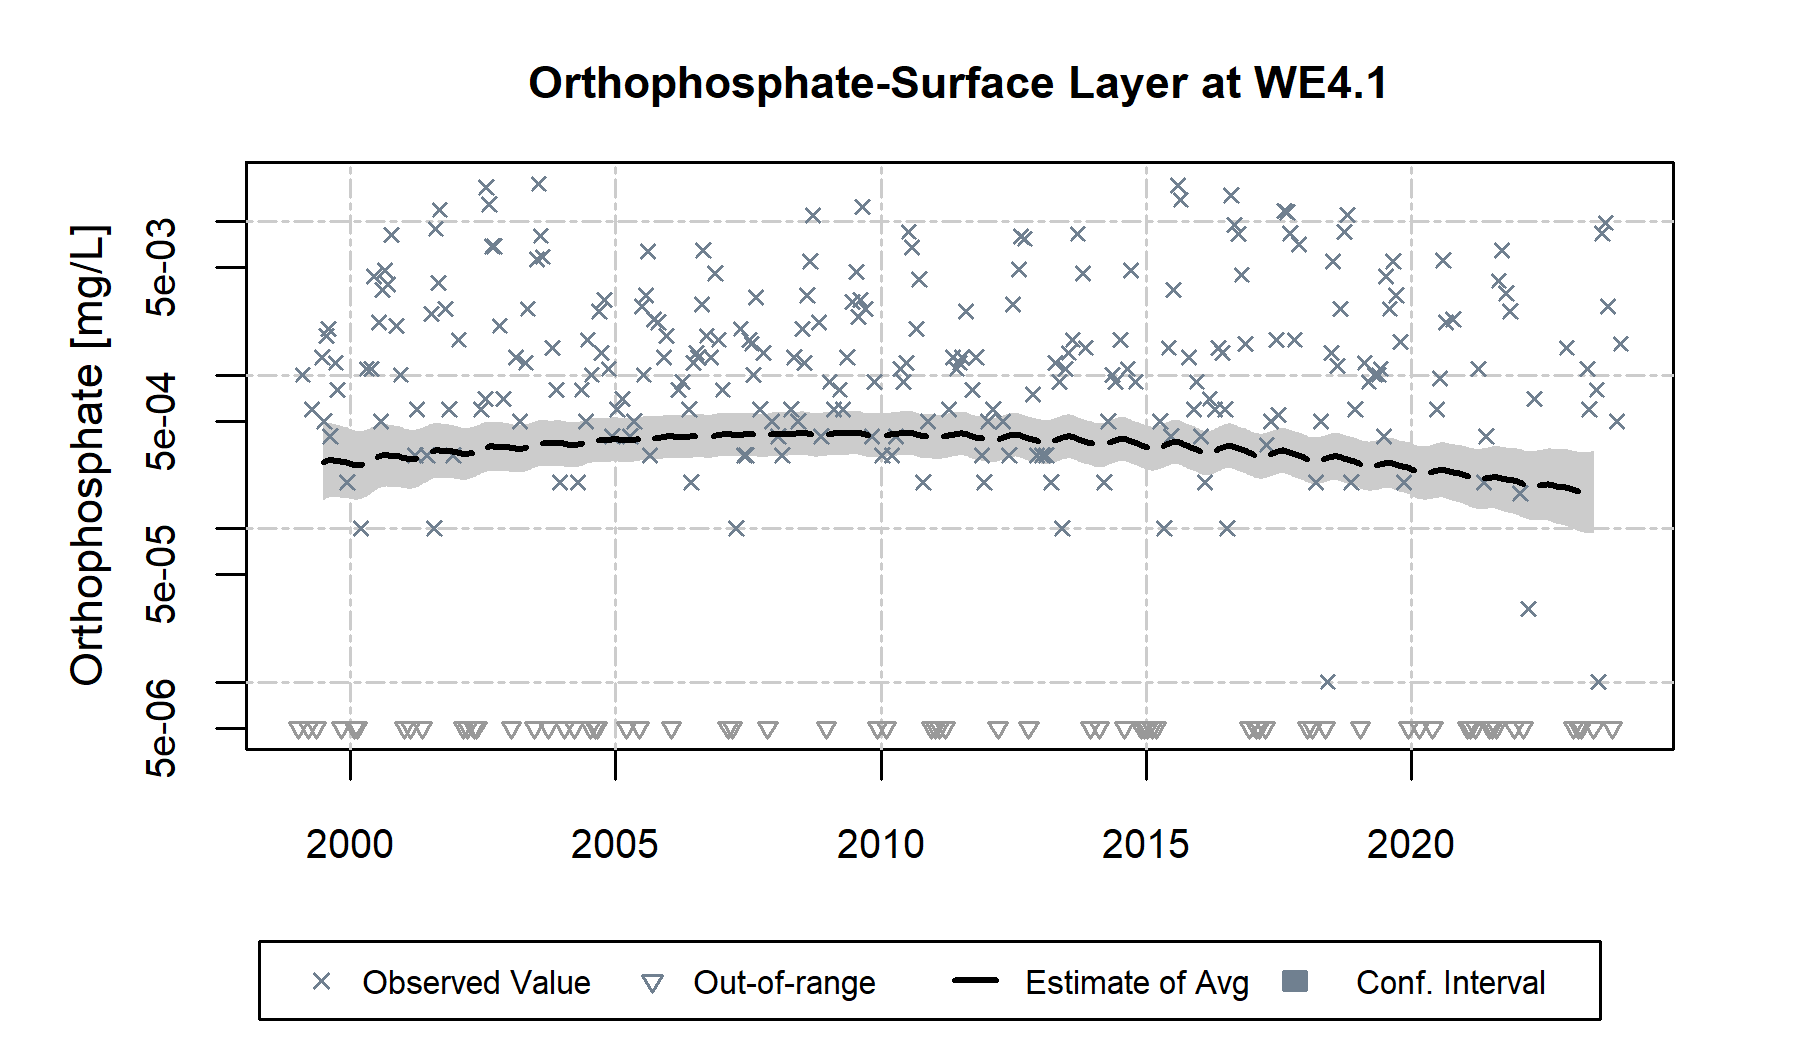 Orthophosphate-Surface Layer at WE4.1
Orthophosphate [mg/L]
5e-03
5e-04
5e-05
5e-06
2000 2005 2010 2015 2020
Observed Value Out-of-range Estimate of Avg Conf. Interval